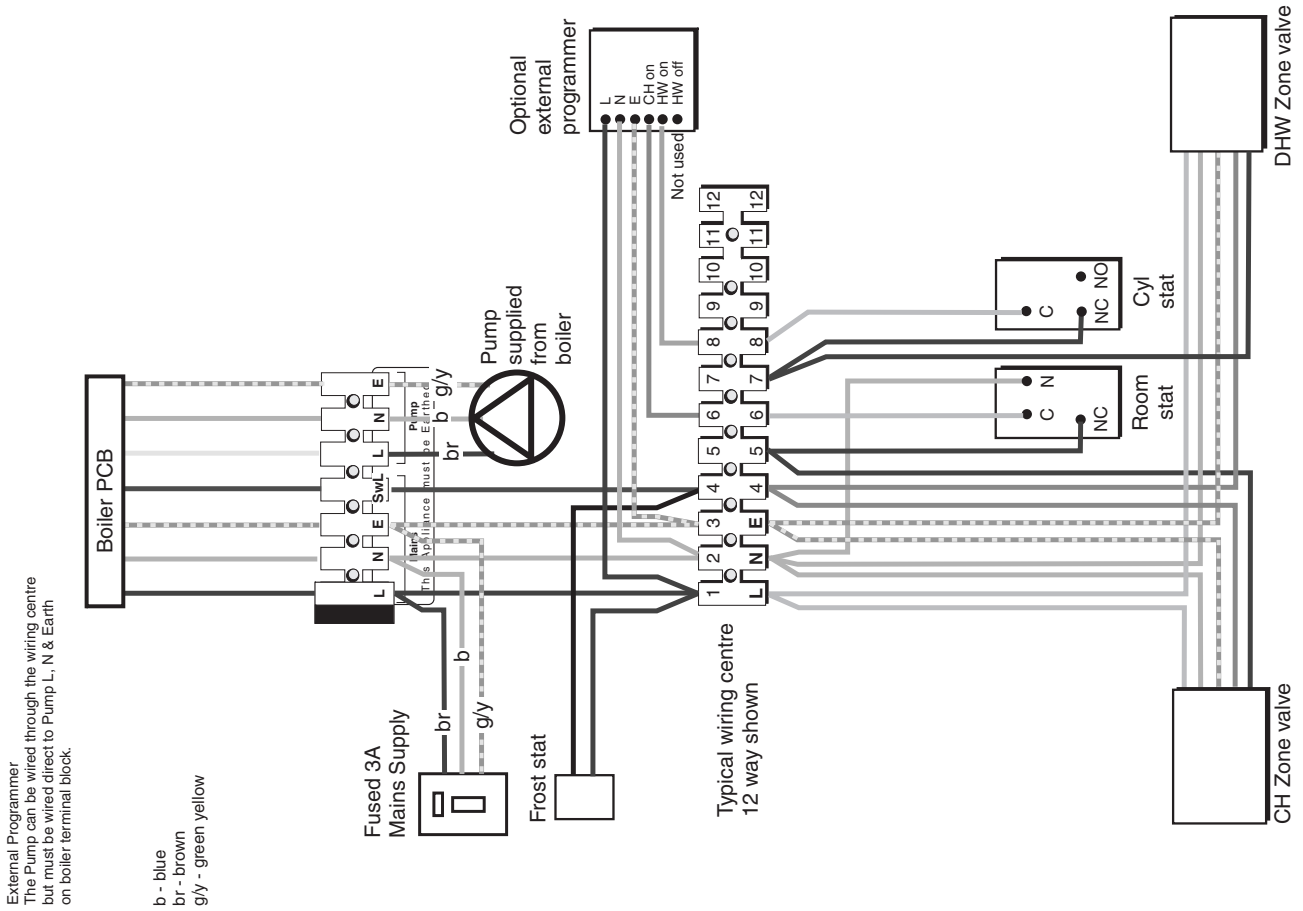 External Programmer
The Pump can be wired through the wiring centre
but must be wired direct to Pump L, N & Earth
on boiler terminal block.
b - blue
br - brown
g/y - green yellow
Boiler PCB
L
N
E
SwL
L
N
E
Mains
Pump
This Appliance must be Earthed
br
b
g/y
Pump
supplied
from
boiler
Fused 3A
Mains Supply
br
b
g/y
Frost stat
Optional
external
programmer
L
N
E
CH on
HW on
HW off
Not used
Typical wiring centre
12 way shown
1 2 3 4 5 6 7 8 9 10 11 12
L N E 4 5 6 7 8 9 10 11 12
C
N
NC
Room
stat
C
NC NO
Cyl
stat
CH Zone valve
DHW Zone valve